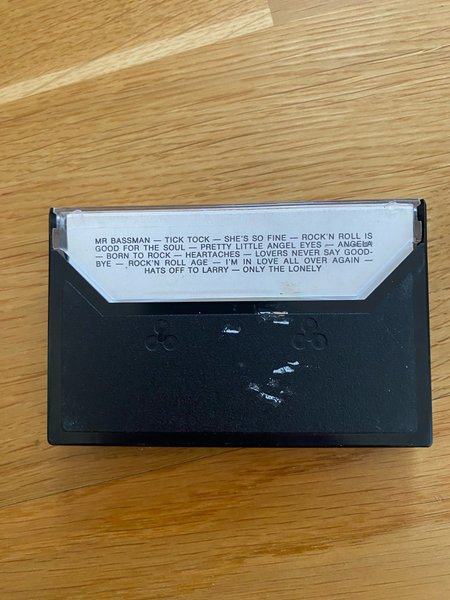 MR BASSMAN — TICK TOCK — SHE'S SO FINE — ROCK'N ROLL IS
GOOD FOR THE SOUL — PRETTY LITTLE ANGEL EYES — ANGELA
— BORN TO ROCK — HEARTACHES — LOVERS NEVER SAY GOOD-
BYE — ROCK'N ROLL AGE — I'M IN LOVE ALL OVER AGAIN —
HATS OFF TO LARRY — ONLY THE LONELY